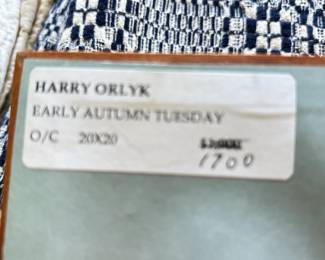 HARRY ORLYK
EARLY AUTUMN TUESDAY
O/C 20X20
1700